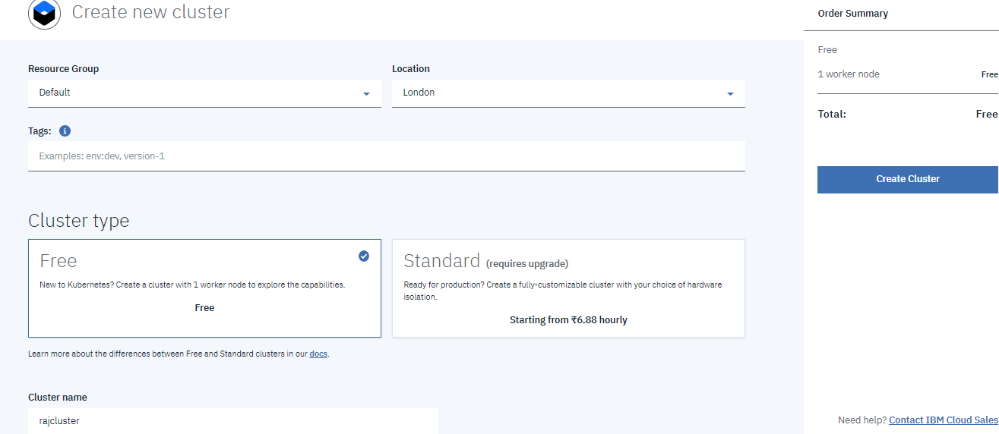 Create new cluster
Resource Group
Default
Location
London
Tags:
Examples: env:dev, version-1
Cluster type
Free
New to Kubernetes? Create a cluster with 1 worker node to explore the capabilities.
Free
Standard (requires upgrade)
Ready for production? Create a fully-customizable cluster with your choice of hardware
isolation.
Starting from ₹6.88 hourly
Learn more about the differences between Free and Standard clusters in our docs.
Cluster name
rajcluster
Order Summary
Free
1 worker node Free
Total: Free
Create Cluster
Need help? Contact IBM Cloud Sales